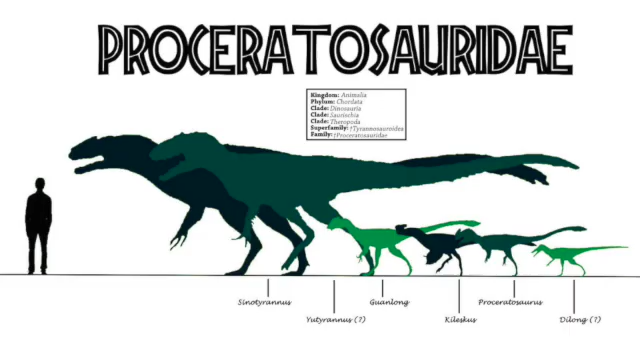 PROCERATOSAURIDAE
Kingdom: Animalia
Phylum: Chordata
Clade: Dinosauria
Clade: Saurischia
Clade: Theropoda
Superfamily: †Tyrannosauroidea
Family: †Proceratosauridae
Sinotyrannus
Guanlong
Proceratosaurus
Yutyrannus (?)
Kileskus
Dilong (?)